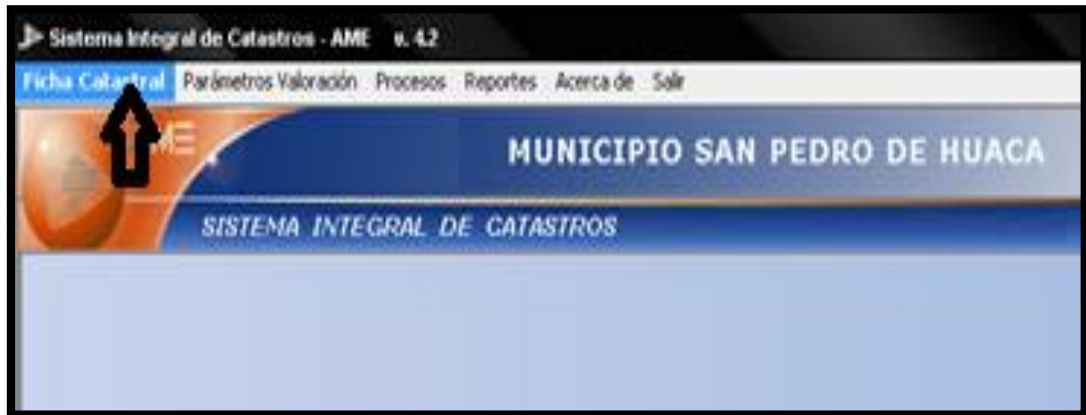 Sistema Integral de Catastros - AME v. 4.2
Ficha Catastral Parámetros Valoración Procesos Reportes Acerca de Salir
MUNICIPIO SAN PEDRO DE HUACA
SISTEMA INTEGRAL DE CATASTROS